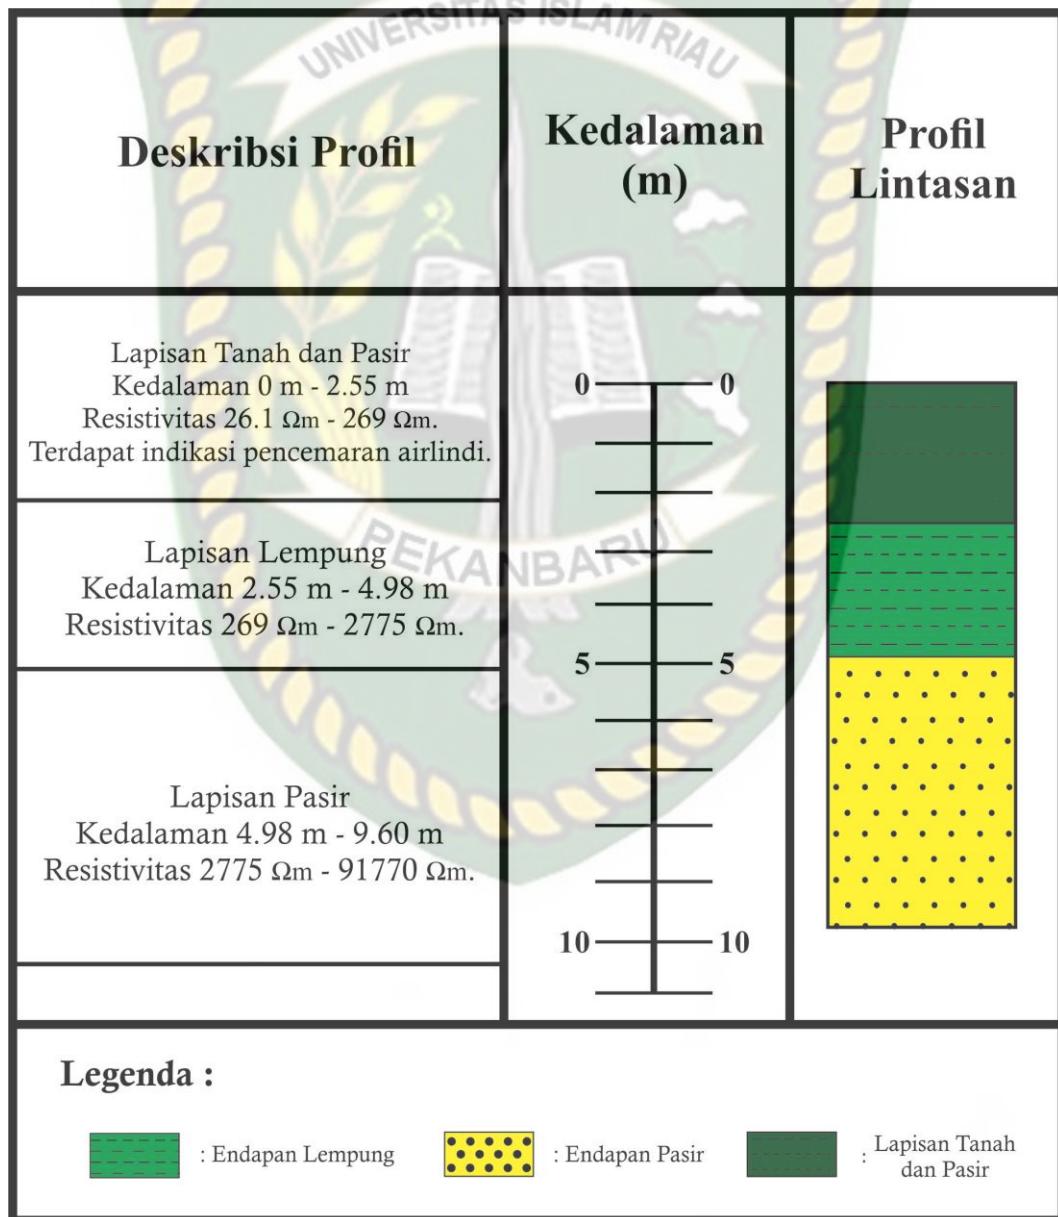 UNIVERSITAS ISLAM RIAU
Deskribsi Profil
Kedalaman
(m)
Profil
Lintasan
Lapisan Tanah dan Pasir
Kedalaman 0 m - 2.55 m
Resistivitas 26.1 Ωm - 269 Ωm.
Terdapat indikasi pencemaran airlindi.
Lapisan Lempung
Kedalaman 2.55 m - 4.98 m
Resistivitas 269 Ωm - 2775 Ωm.
Lapisan Pasir
Kedalaman 4.98 m - 9.60 m
Resistivitas 2775 Ωm - 91770 Ωm.
0 0
5 5
10 10
PEKANBARU
Legenda :
: Endapan Lempung
: Endapan Pasir
: Lapisan Tanah
dan Pasir